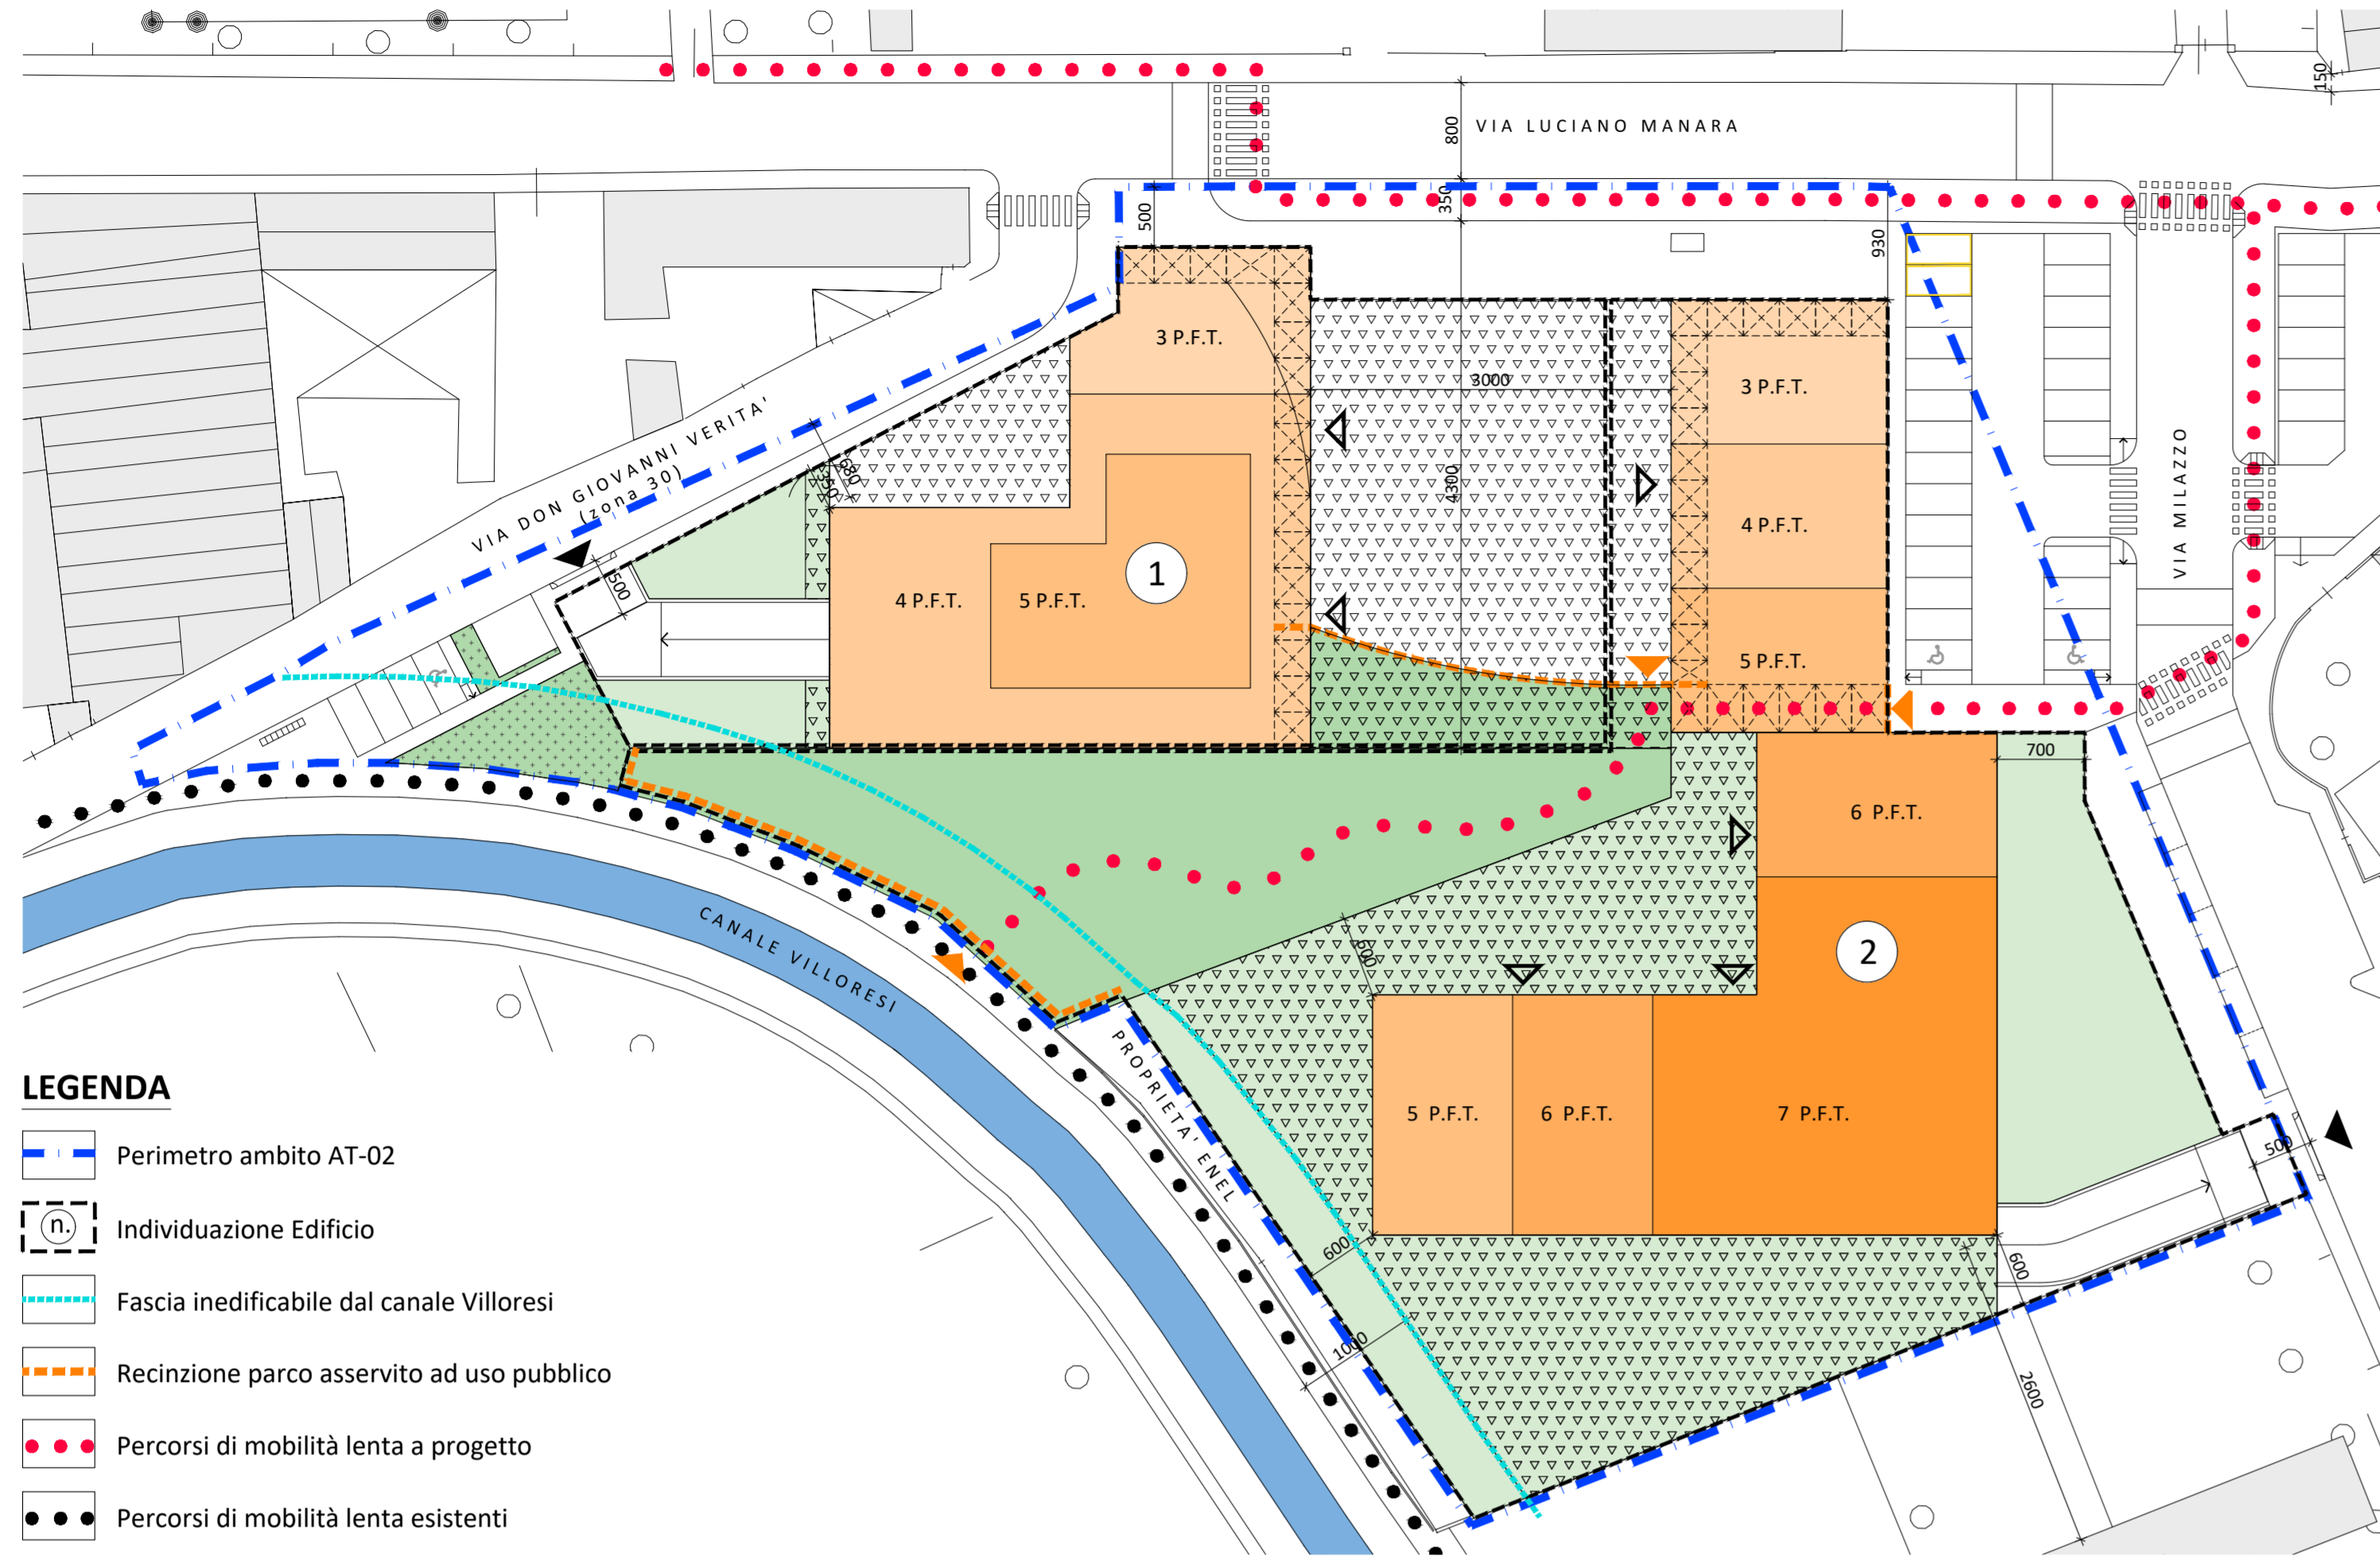 150
VIA LUCIANO MANARA
800
350
500
930
3 P.F.T.
3000
3 P.F.T.
VIA DON GIOVANNI VERITA'
(zona 30)
680
350
4300
VIA MILAZZO
4 P.F.T.
500
4 P.F.T.
5 P.F.T.
1
5 P.F.T.
700
6 P.F.T.
CANALE VILLORESI
600
2
PROPRIETA' ENEL
5 P.F.T.
6 P.F.T.
7 P.F.T.
500
600
600
1000
2600
LEGENDA
Perimetro ambito AT-02
n.
Individuazione Edificio
Fascia inedificabile dal canale Villoresi
Recinzione parco asservito ad uso pubblico
Percorsi di mobilità lenta a progetto
Percorsi di mobilità lenta esistenti